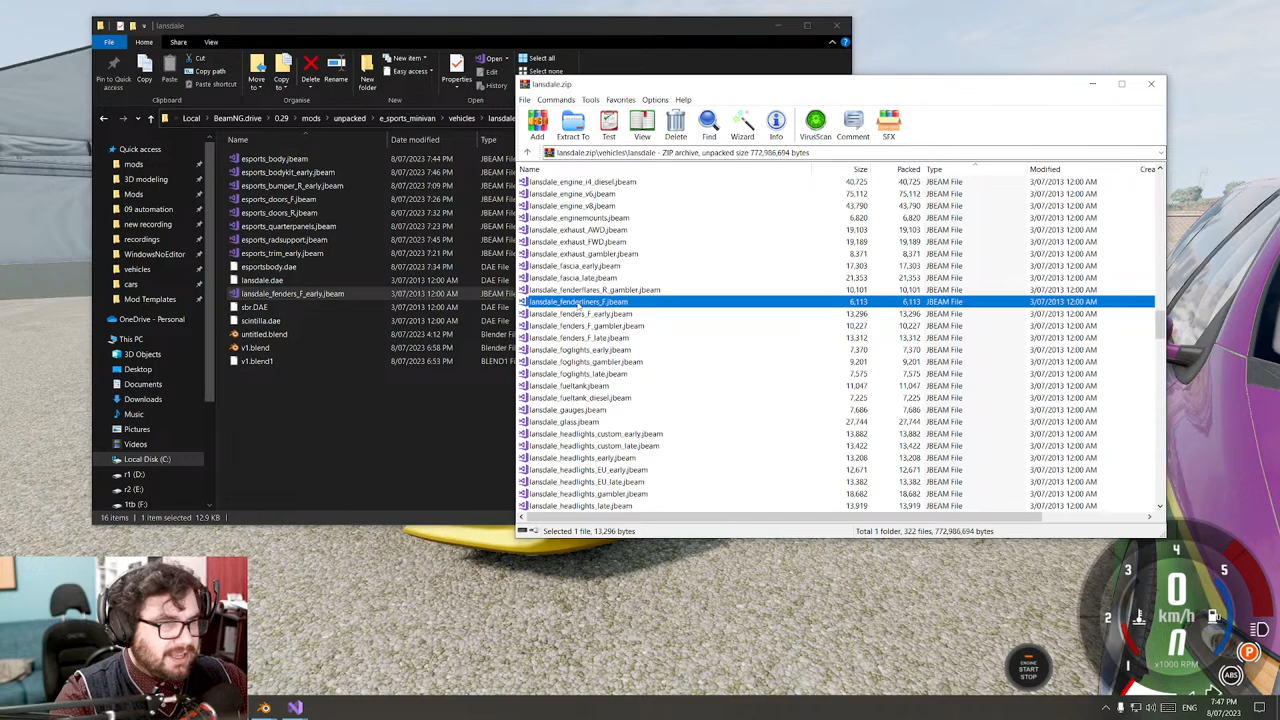 lansdale
File Home Share View
Pin to Quick access
Copy
Paste
Cut
Copy path
Paste shortcut
Move to
Copy to
Delete
Rename
New folder
New item
Easy access
Properties
Open
Edit
History
Select all
Select none
Clipboard Organise New Open
Local BeamNG.drive 0.29 mods unpacked e_sports_minivan vehicles lansdale
Name Date modified Type
Quick access
mods
3D modeling
Mods
09 automation
new recording
recordings
WindowsNoEditor
vehicles
cars
Mod Templates
OneDrive - Personal
This PC
3D Objects
Desktop
Documents
Downloads
Music
Pictures
Videos
Local Disk (C:)
r1 (D:)
r2 (E:)
1tb (F:)
esports_body.jbeam 8/07/2023 7:44 PM JBEAM File
esports_bodykit_early.jbeam 8/07/2023 7:44 PM JBEAM File
esports_bumper_R_early.jbeam 8/07/2023 7:09 PM JBEAM File
esports_doors_F.jbeam 8/07/2023 7:26 PM JBEAM File
esports_doors_R.jbeam 8/07/2023 7:32 PM JBEAM File
esports_quarterpanels.jbeam 8/07/2023 7:44 PM JBEAM File
esports_radsupport.jbeam 8/07/2023 7:45 PM JBEAM File
esports_trim_early.jbeam 8/07/2023 7:44 PM JBEAM File
esportsbody.dae 8/07/2023 7:34 PM DAE File
lansdale.dae 3/07/2013 12:00 AM DAE File
lansdale_fenders_F_early.jbeam 3/07/2013 12:00 AM JBEAM File
sbr.DAE 3/07/2013 12:00 AM DAE File
scintilla.dae 3/07/2013 12:00 AM DAE File
untitled.blend 8/07/2023 4:12 PM Blender File
v1.blend 8/07/2023 6:58 PM Blender File
v1.blend1 8/07/2023 6:53 PM BLEND1 File
16 items 1 item selected 12.9 KB
lansdale.zip
File Commands Tools Favorites Options Help
Add Extract To Test View Delete Find Wizard Info VirusScan Comment SFX
lansdale.zip\vehicles\lansdale - ZIP archive, unpacked size 772,986,694 bytes
Name Size Packed Type Modified Crea
lansdale_engine_i4_diesel.jbeam 40,725 40,725 JBEAM File 3/07/2013 12:00 AM
lansdale_engine_v6.jbeam 75,112 75,112 JBEAM File 3/07/2013 12:00 AM
lansdale_engine_v8.jbeam 43,790 43,790 JBEAM File 3/07/2013 12:00 AM
lansdale_enginemounts.jbeam 6,820 6,820 JBEAM File 3/07/2013 12:00 AM
lansdale_exhaust_AWD.jbeam 19,103 19,103 JBEAM File 3/07/2013 12:00 AM
lansdale_exhaust_FWD.jbeam 19,189 19,189 JBEAM File 3/07/2013 12:00 AM
lansdale_exhaust_gambler.jbeam 8,371 8,371 JBEAM File 3/07/2013 12:00 AM
lansdale_fascia_early.jbeam 17,303 17,303 JBEAM File 3/07/2013 12:00 AM
lansdale_fascia_late.jbeam 21,353 21,353 JBEAM File 3/07/2013 12:00 AM
lansdale_fenderflares_R_gambler.jbeam 10,101 10,101 JBEAM File 3/07/2013 12:00 AM
lansdale_fenderliners_F.jbeam 6,113 6,113 JBEAM File 3/07/2013 12:00 AM
lansdale_fenders_F_early.jbeam 13,296 13,296 JBEAM File 3/07/2013 12:00 AM
lansdale_fenders_F_gambler.jbeam 10,227 10,227 JBEAM File 3/07/2013 12:00 AM
lansdale_fenders_F_late.jbeam 13,312 13,312 JBEAM File 3/07/2013 12:00 AM
lansdale_foglights_early.jbeam 7,370 7,370 JBEAM File 3/07/2013 12:00 AM
lansdale_foglights_gambler.jbeam 7,285 7,285 JBEAM File 3/07/2013 12:00 AM
lansdale_foglights_late.jbeam 7,575 7,575 JBEAM File 3/07/2013 12:00 AM
lansdale_fueltank.jbeam 11,047 11,047 JBEAM File 3/07/2013 12:00 AM
lansdale_fueltank_diesel.jbeam 7,225 7,225 JBEAM File 3/07/2013 12:00 AM
lansdale_gauges.jbeam 7,686 7,686 JBEAM File 3/07/2013 12:00 AM
lansdale_glass.jbeam 27,744 27,744 JBEAM File 3/07/2013 12:00 AM
lansdale_headlights_custom_early.jbeam 13,882 13,882 JBEAM File 3/07/2013 12:00 AM
lansdale_headlights_custom_late.jbeam 13,422 13,422 JBEAM File 3/07/2013 12:00 AM
lansdale_headlights_early.jbeam 13,208 13,208 JBEAM File 3/07/2013 12:00 AM
lansdale_headlights_EU_early.jbeam 12,671 12,671 JBEAM File 3/07/2013 12:00 AM
lansdale_headlights_EU_late.jbeam 13,382 13,382 JBEAM File 3/07/2013 12:00 AM
lansdale_headlights_gambler.jbeam 18,682 18,682 JBEAM File 3/07/2013 12:00 AM
lansdale_headlights_late.jbeam 13,919 13,919 JBEAM File 3/07/2013 12:00 AM
Selected 1 file, 13,296 bytes Total 1 folder, 322 files, 772,986,694 bytes
1 2 3 4 5 6
0
km/h
n
x1000 RPM
P
ABS
ENGINE
START
STOP
ENG
7:47 PM
8/07/2023